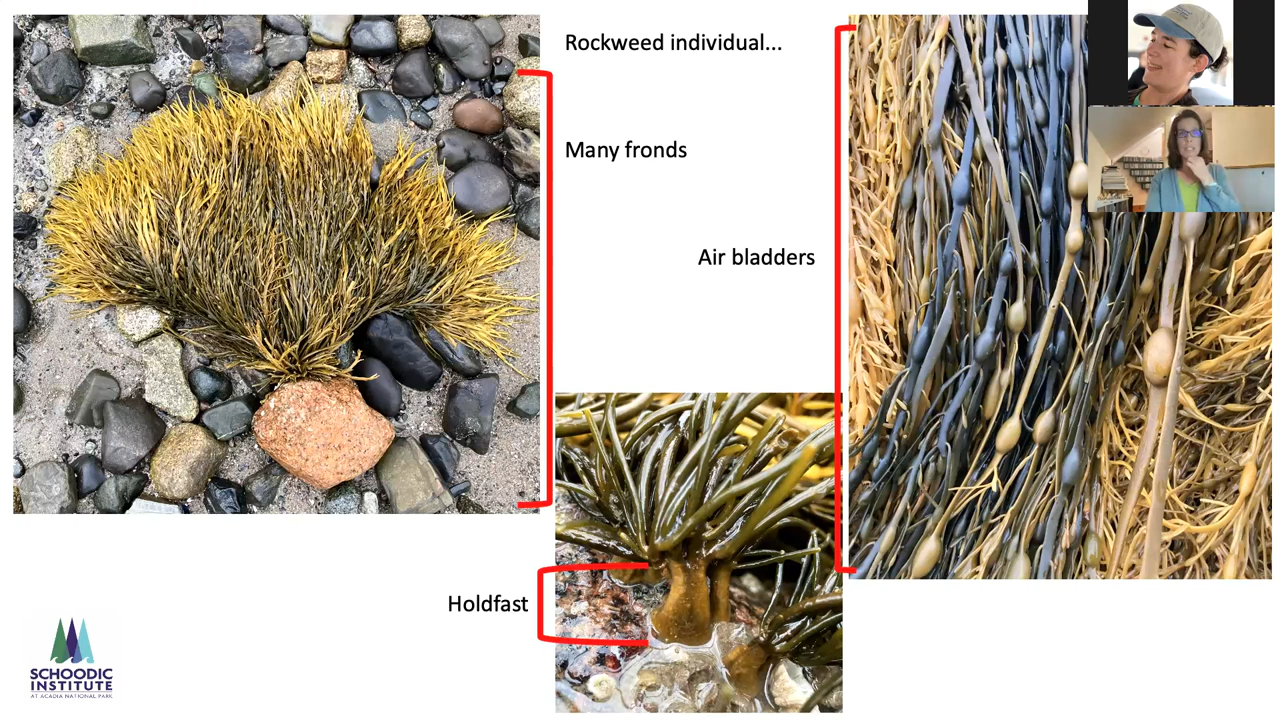 Rockweed individual...
Many fronds
Air bladders
Holdfast
SCHOODIC
INSTITUTE
AT ACADIA NATIONAL PARK